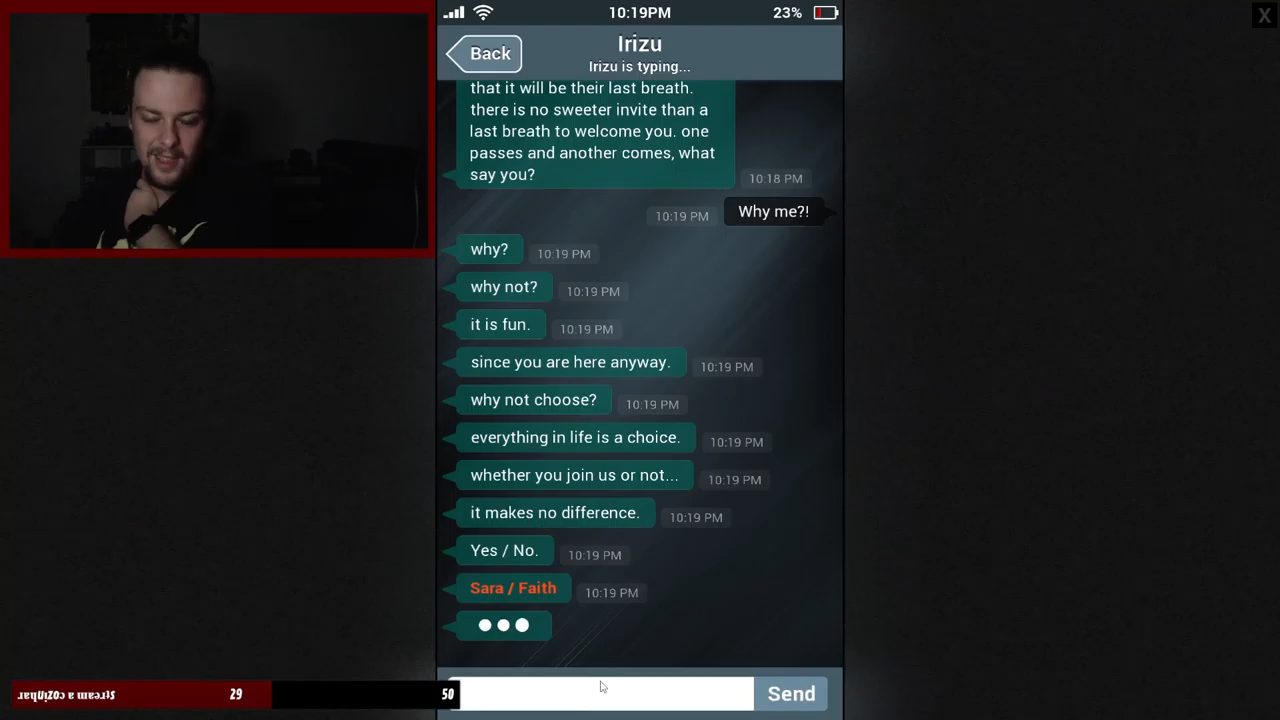 10:19PM
23%
X
Back
Irizu
Irizu is typing...
that it will be their last breath.
there is no sweeter invite than a
last breath to welcome you. one
passes and another comes, what
say you?
10:18 PM
10:19 PM
Why me?!
why?
10:19 PM
why not?
10:19 PM
it is fun.
10:19 PM
since you are here anyway.
10:19 PM
why not choose?
10:19 PM
everything in life is a choice.
10:19 PM
whether you join us or not...
10:19 PM
it makes no difference.
10:19 PM
Yes / No.
10:19 PM
Sara / Faith
10:19 PM
29
50
Send